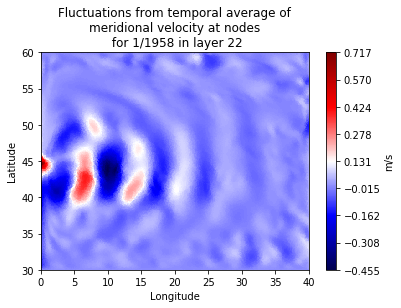 Fluctuations from temporal average of
meridional velocity at nodes
for 1/1958 in layer 22
60
55
50
45
40
35
30
Latitude
0 5 10 15 20 25 30 35 40
Longitude
0.717
0.570
0.424
0.278
0.131
−0.015
−0.162
−0.308
−0.455
m/s